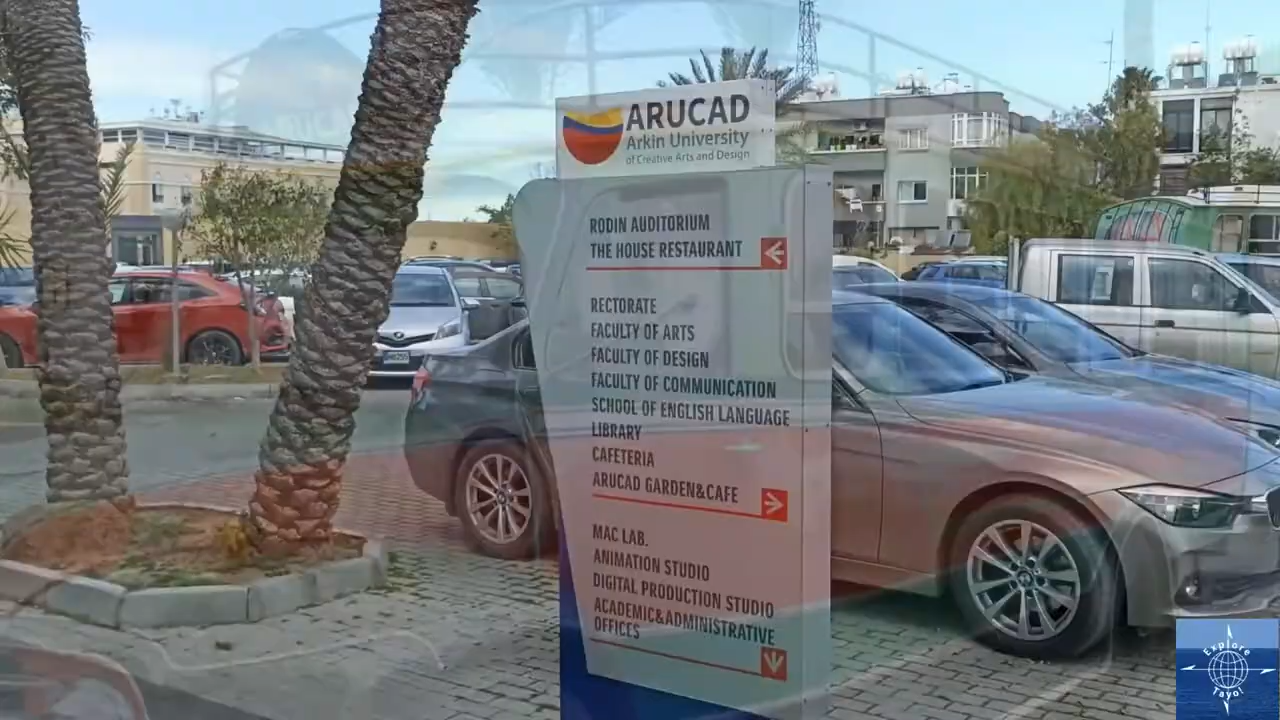 ARUCAD
Arkin University
of Creative Arts and Design
RODIN AUDITORIUM
THE HOUSE RESTAURANT
RECTORATE
FACULTY OF ARTS
FACULTY OF DESIGN
FACULTY OF COMMUNICATION
SCHOOL OF ENGLISH LANGUAGE
LIBRARY
CAFETERIA
ARUCAD GARDEN&CAFE
MAC LAB.
ANIMATION STUDIO
DIGITAL PRODUCTION STUDIO
ACADEMIC&ADMINISTRATIVE
OFFICES
Explore
Tayo!